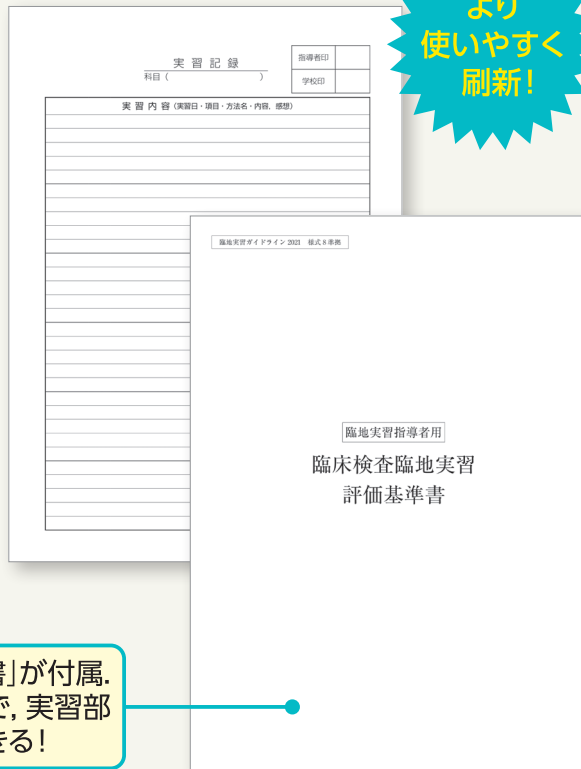 より
使いやすく
刷新!
実習記録
科目(　　　　　)
指導者印
学校印
実習内容(実習日・項目・方法名・内容, 感想)
臨地実習ガイドライン 2021　様式 8 準拠
臨地実習指導者用
臨床検査臨地実習
評価基準書
書」が付属.
で, 実習部
きる!